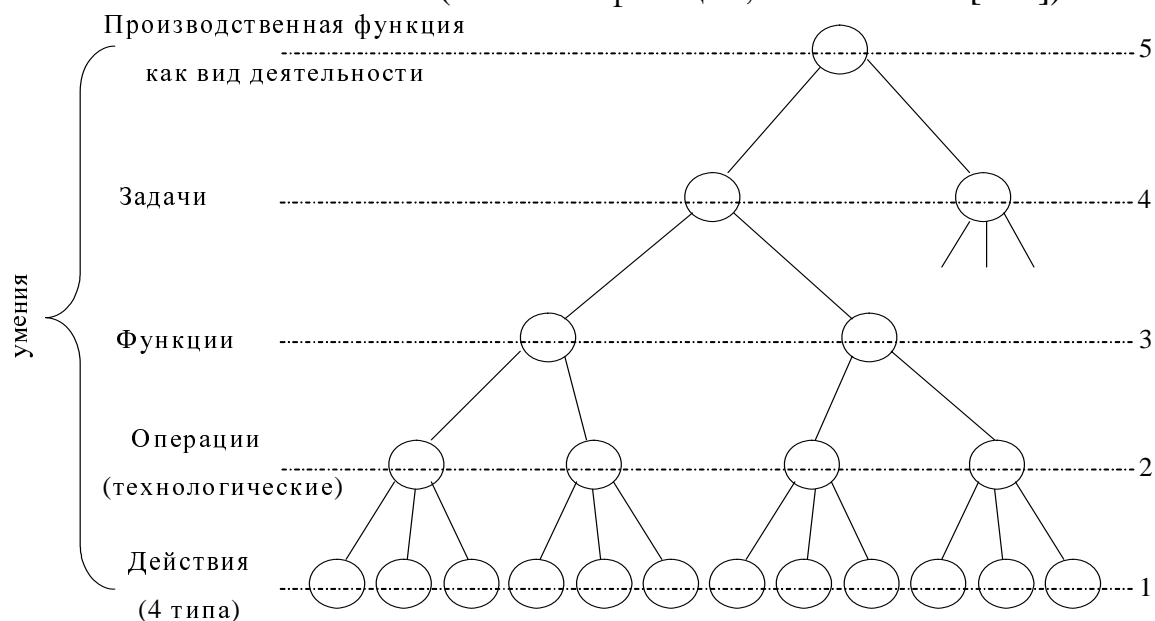 Производственная функция
как вид деятельности
5
Задачи
4
умения
Функции
3
Операции
(технологические)
2
Действия
(4 типа)
1